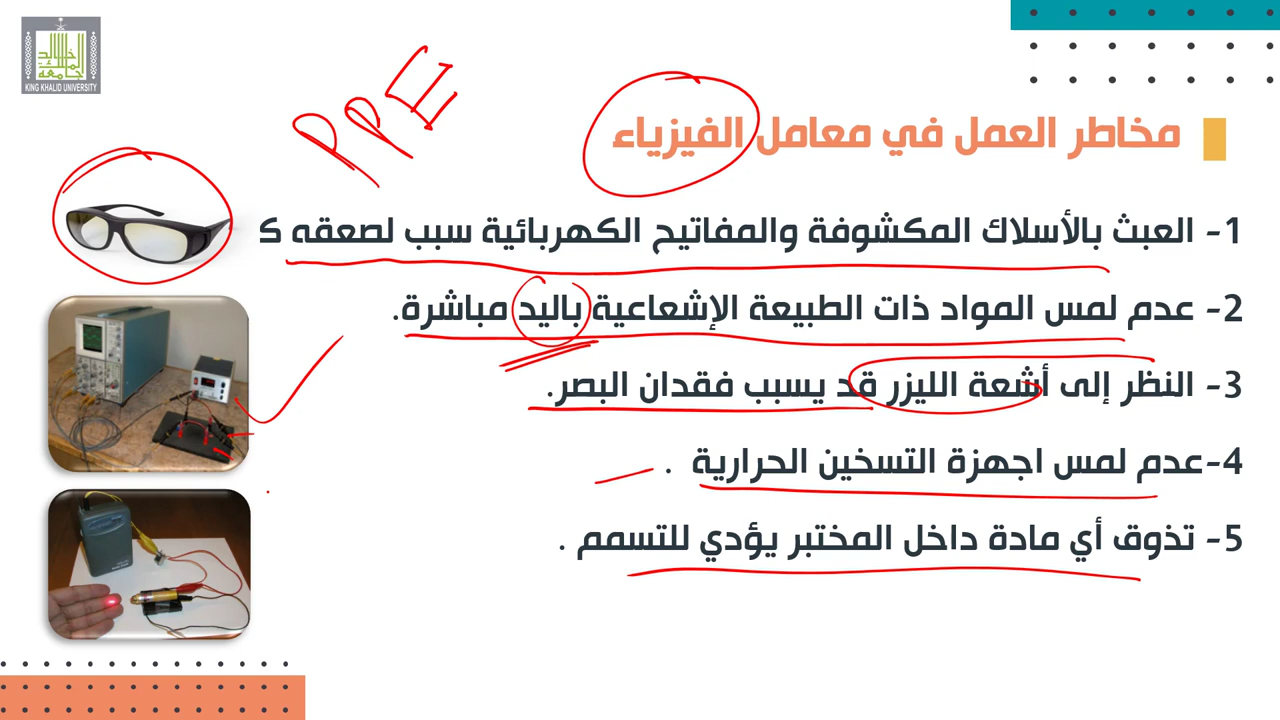 KING KHALID UNIVERSITY
PPE
مخاطر العمل في معامل الفيزياء
1- العبث بالأسلاك المكشوفة والمفاتيح الكهربائية سبب لصعقه ك
2- عدم لمس المواد ذات الطبيعة الإشعاعية باليد مباشرة.
3- النظر إلى أشعة الليزر قد يسبب فقدان البصر.
4-عدم لمس اجهزة التسخين الحرارية .
5- تذوق أي مادة داخل المختبر يؤدي للتسمم .